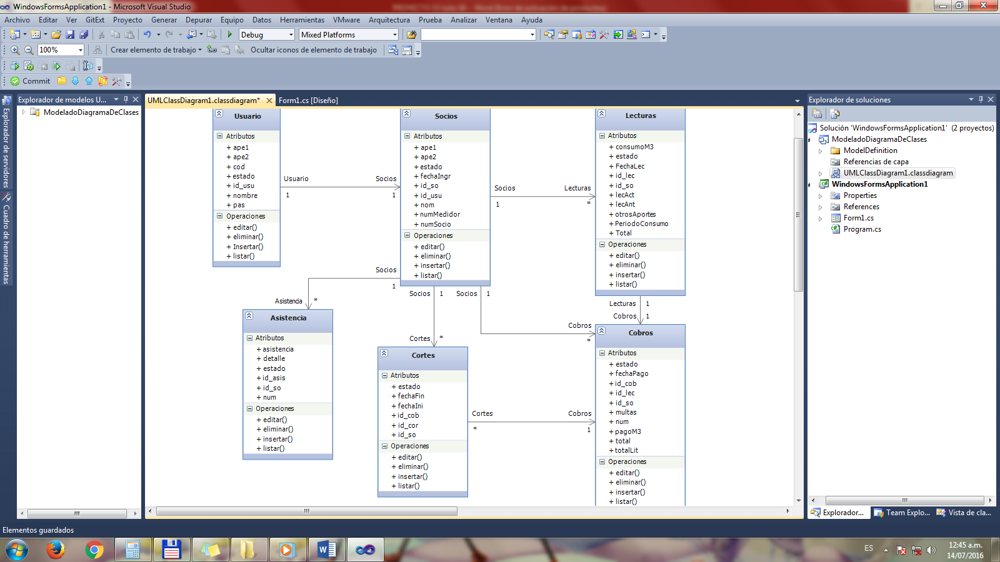 WindowsFormsApplication1 - Microsoft Visual Studio
Archivo Editar Ver GitExt Proyecto Generar Depurar Equipo Datos Herramientas VMware Arquitectura Prueba Analizar Ventana Ayuda
Debug Mixed Platforms
100% Crear elemento de trabajo Ocultar iconos de elemento de trabajo
Commit
Explorador de servidores
Cuadro de herramientas
Explorador de modelos U...
ModeladoDiagramaDeClases
UMLClassDiagram1.classdiagram* Form1.cs [Diseño]
Usuario
Atributos
+ ape1
+ ape2
+ cod
+ estado
+ id_usu
+ nombre
+ pas
Operaciones
+ editar()
+ eliminar()
+ Insertar()
+ listar()
Usuario Socios
1 1
Socios
Atributos
+ ape1
+ ape2
+ estado
+ fechaIngr
+ id_so
+ id_usu
+ nom
+ numMedidor
+ numSocio
Operaciones
+ editar()
+ eliminar()
+ insertar()
+ listar()
Socios Lecturas
1 *
Lecturas
Atributos
+ consumoM3
+ estado
+ FechaLec
+ id_lec
+ id_so
+ lecAct
+ lecAnt
+ otrosAportes
+ PeriodoConsumo
+ Total
Operaciones
+ editar()
+ eliminar()
+ insertar()
+ listar()
Socios
1
Asistencia *
Socios 1
Cortes *
Socios 1
Cobros
*
Lecturas 1
Cobros 1
Asistencia
Atributos
+ asistencia
+ detalle
+ estado
+ id_asis
+ id_so
+ num
Operaciones
+ editar()
+ eliminar()
+ insertar()
+ listar()
Cortes
Atributos
+ estado
+ fechaFin
+ fechaIni
+ id_cob
+ id_cor
+ id_so
Operaciones
+ editar()
+ eliminar()
+ insertar()
+ listar()
Cortes Cobros
* 1
Cobros
Atributos
+ estado
+ fechaPago
+ id_cob
+ id_lec
+ id_so
+ multas
+ num
+ pagoM3
+ total
+ totalLit
Operaciones
+ editar()
+ eliminar()
+ insertar()
+ listar()
Explorador de soluciones
Solución 'WindowsFormsApplication1' (2 proyectos)
ModeladoDiagramaDeClases
ModelDefinition
Referencias de capa
UMLClassDiagram1.classdiagram
WindowsFormsApplication1
Properties
References
Form1.cs
Program.cs
Explorador... Team Explo... Vista de cla...
Elementos guardados
ES
12:45 a.m.
14/07/2016